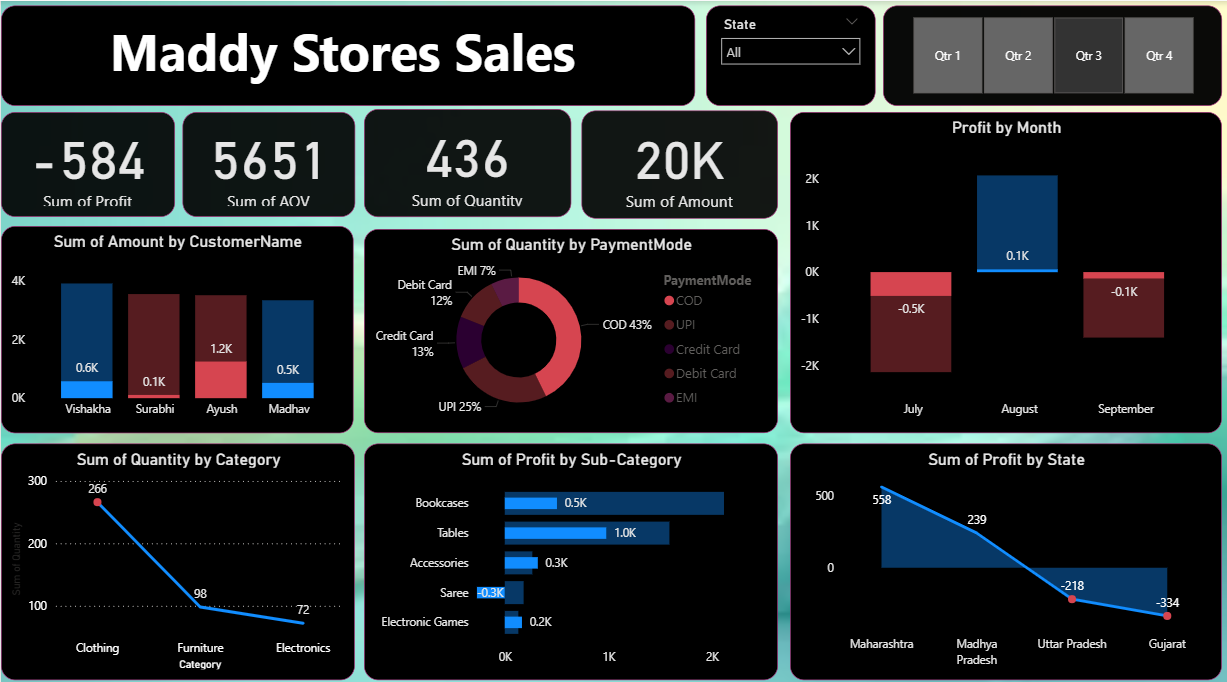 Maddy Stores Sales
State
All
Qtr 1
Qtr 2
Qtr 3
Qtr 4
-584
Sum of Profit
5651
Sum of AOV
436
Sum of Quantity
20K
Sum of Amount
Profit by Month
2K
1K
0K
-1K
-2K
-0.5K
0.1K
-0.1K
July
August
September
Sum of Amount by CustomerName
4K
2K
0K
0.6K
0.1K
1.2K
0.5K
Vishakha
Surabhi
Ayush
Madhav
Sum of Quantity by PaymentMode
EMI 7%
Debit Card
12%
Credit Card
13%
UPI 25%
COD 43%
PaymentMode
COD
UPI
Credit Card
Debit Card
EMI
Sum of Quantity by Category
Sum of Quantity
300
200
100
266
98
72
Clothing
Furniture
Electronics
Category
Sum of Profit by Sub-Category
Bookcases
0.5K
Tables
1.0K
Accessories
0.3K
Saree
-0.3K
Electronic Games
0.2K
0K
1K
2K
Sum of Profit by State
500
0
558
239
-218
-334
Maharashtra
Madhya
Pradesh
Uttar Pradesh
Gujarat